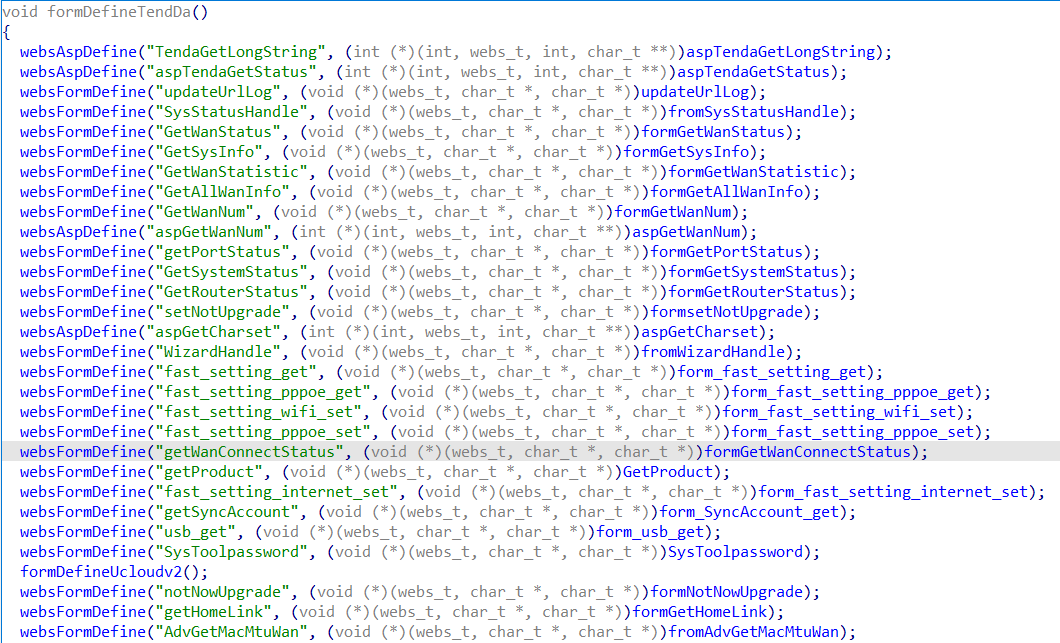 void formDefineTendDa()
{
websAspDefine("TendaGetLongString", (int (*)(int, webs_t, int, char_t **))aspTendaGetLongString);
websAspDefine("aspTendaGetStatus", (int (*)(int, webs_t, int, char_t **))aspTendaGetStatus);
websFormDefine("updateUrlLog", (void (*)(webs_t, char_t *, char_t *))updateUrlLog);
websFormDefine("SysStatusHandle", (void (*)(webs_t, char_t *, char_t *))fromSysStatusHandle);
websFormDefine("GetWanStatus", (void (*)(webs_t, char_t *, char_t *))formGetWanStatus);
websFormDefine("GetSysInfo", (void (*)(webs_t, char_t *, char_t *))formGetSysInfo);
websFormDefine("GetWanStatistic", (void (*)(webs_t, char_t *, char_t *))formGetWanStatistic);
websFormDefine("GetAllWanInfo", (void (*)(webs_t, char_t *, char_t *))formGetAllWanInfo);
websFormDefine("GetWanNum", (void (*)(webs_t, char_t *, char_t *))formGetWanNum);
websAspDefine("aspGetWanNum", (int (*)(int, webs_t, int, char_t **))aspGetWanNum);
websFormDefine("getPortStatus", (void (*)(webs_t, char_t *, char_t *))formGetPortStatus);
websFormDefine("GetSystemStatus", (void (*)(webs_t, char_t *, char_t *))formGetSystemStatus);
websFormDefine("GetRouterStatus", (void (*)(webs_t, char_t *, char_t *))formGetRouterStatus);
websFormDefine("setNotUpgrade", (void (*)(webs_t, char_t *, char_t *))formsetNotUpgrade);
websAspDefine("aspGetCharset", (int (*)(int, webs_t, int, char_t **))aspGetCharset);
websFormDefine("WizardHandle", (void (*)(webs_t, char_t *, char_t *))fromWizardHandle);
websFormDefine("fast_setting_get", (void (*)(webs_t, char_t *, char_t *))form_fast_setting_get);
websFormDefine("fast_setting_pppoe_get", (void (*)(webs_t, char_t *, char_t *))form_fast_setting_pppoe_get);
websFormDefine("fast_setting_wifi_set", (void (*)(webs_t, char_t *, char_t *))form_fast_setting_wifi_set);
websFormDefine("fast_setting_pppoe_set", (void (*)(webs_t, char_t *, char_t *))form_fast_setting_pppoe_set);
websFormDefine("getWanConnectStatus", (void (*)(webs_t, char_t *, char_t *))formGetWanConnectStatus);
websFormDefine("getProduct", (void (*)(webs_t, char_t *, char_t *))GetProduct);
websFormDefine("fast_setting_internet_set", (void (*)(webs_t, char_t *, char_t *))form_fast_setting_internet_set);
websFormDefine("getSyncAccount", (void (*)(webs_t, char_t *, char_t *))form_SyncAccount_get);
websFormDefine("usb_get", (void (*)(webs_t, char_t *, char_t *))form_usb_get);
websFormDefine("SysToolpassword", (void (*)(webs_t, char_t *, char_t *))SysToolpassword);
formDefineUcloudv2();
websFormDefine("notNowUpgrade", (void (*)(webs_t, char_t *, char_t *))formNotNowUpgrade);
websFormDefine("getHomeLink", (void (*)(webs_t, char_t *, char_t *))formGetHomeLink);
websFormDefine("AdvGetMacMtuWan", (void (*)(webs_t, char_t *, char_t *))fromAdvGetMacMtuWan);